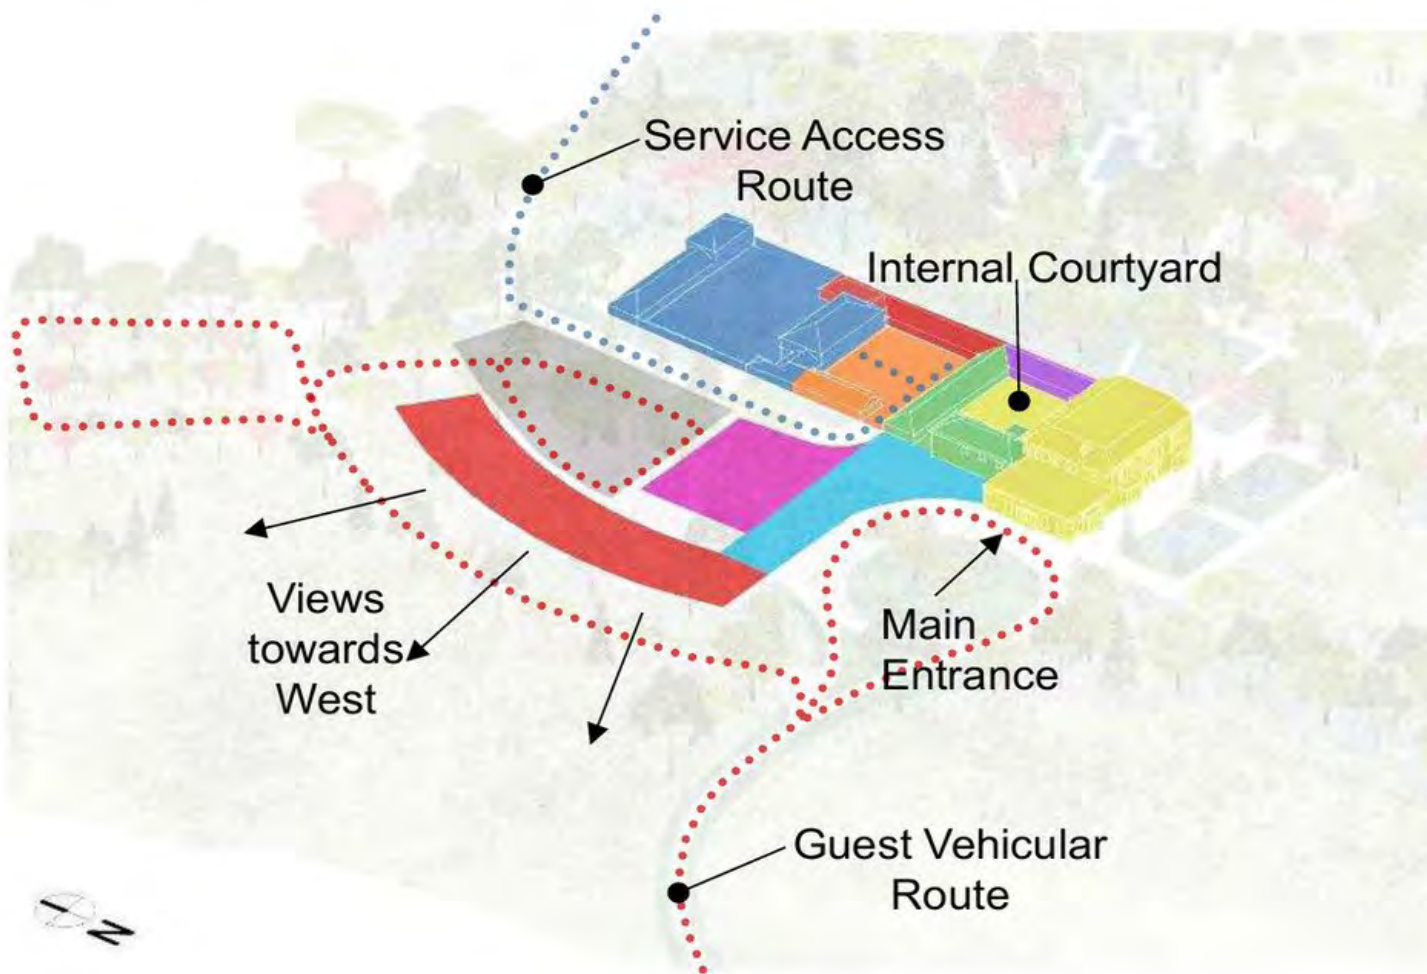 Service Access
Route
Internal Courtyard
Views
towards
West
Main
Entrance
Guest Vehicular
Route
N